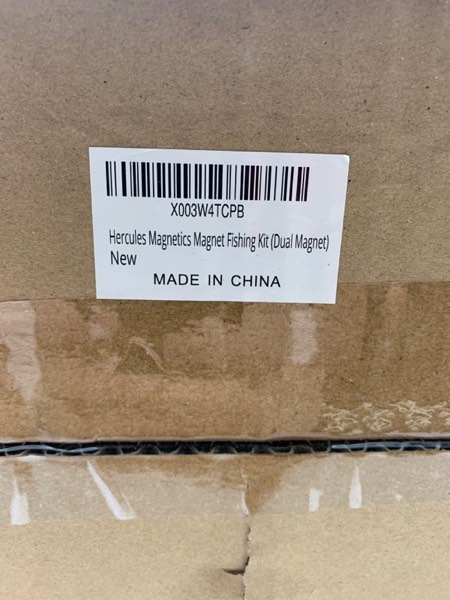 X003W4TCPB
Hercules Magnetics Magnet Fishing Kit (Dual Magnet)
New
MADE IN CHINA